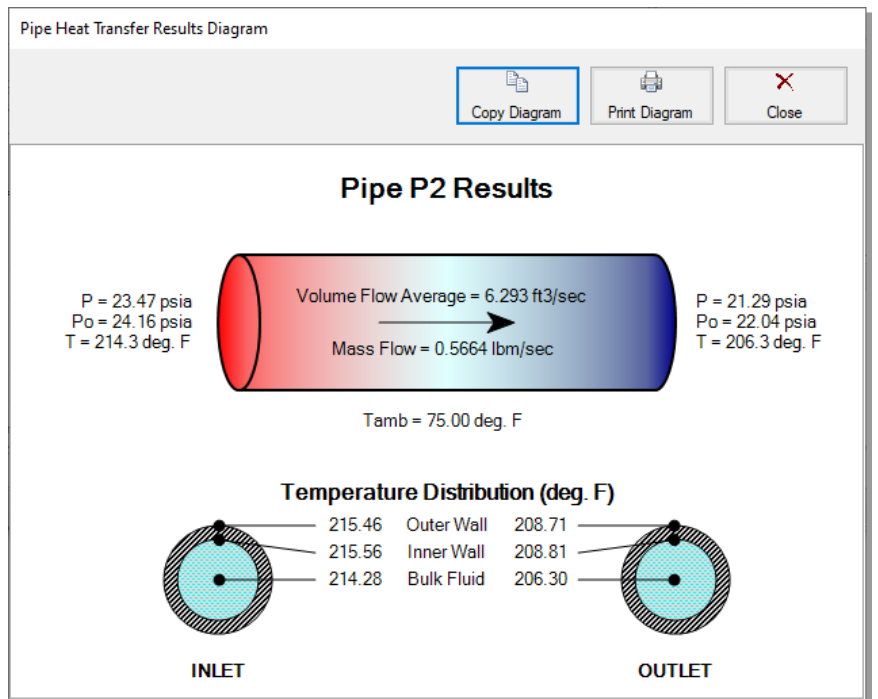 Pipe Heat Transfer Results Diagram
Copy Diagram
Print Diagram
Close
Pipe P2 Results
P = 23.47 psia
Po = 24.16 psia
T = 214.3 deg. F
Volume Flow Average = 6.293 ft3/sec
Mass Flow = 0.5664 lbm/sec
P = 21.29 psia
Po = 22.04 psia
T = 206.3 deg. F
Tamb = 75.00 deg. F
Temperature Distribution (deg. F)
215.46 Outer Wall 208.71
215.56 Inner Wall 208.81
214.28 Bulk Fluid 206.30
INLET
OUTLET